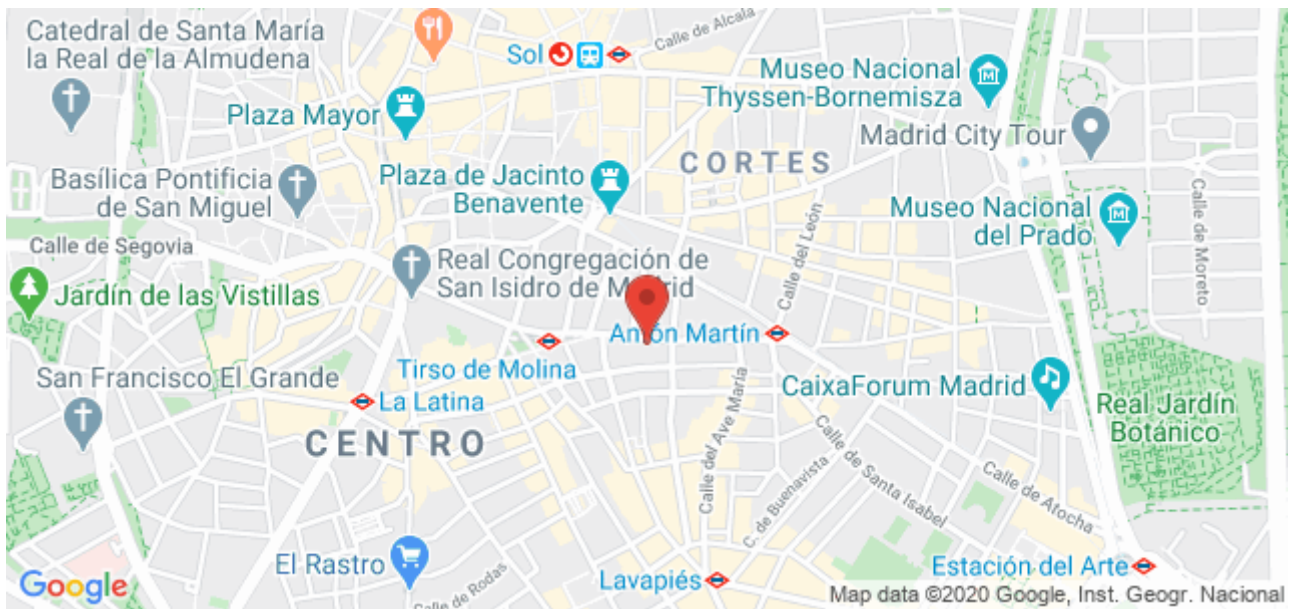 Catedral de Santa María
la Real de la Almudena
Sol
Calle de Alcala
Museo Nacional
Thyssen-Bornemisza
Plaza Mayor
Madrid City Tour
CORTES
Basílica Pontificia
de San Miguel
Plaza de Jacinto
Benavente
Calle del León
Museo Nacional
del Prado
Calle de Moreto
Calle de Segovia
Real Congregación de
San Isidro de Madrid
Jardín de las Vistillas
Antón Martín
Tirso de Molina
San Francisco El Grande
La Latina
CaixaForum Madrid
Real Jardín
Botánico
CENTRO
Calle del Ave María
C. de Buenavista
Calle de Santa Isabel
Calle de Atocha
El Rastro
Lavapiés
Estación del Arte
Calle de Rodas
Google
Map data ©2020 Google, Inst. Geogr. Nacional